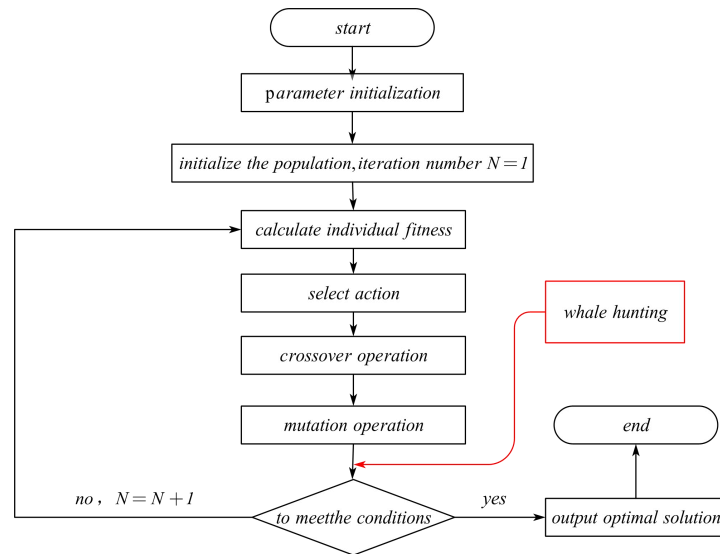 start
parameter initialization
initialize the population,iteration number N=1
calculate individual fitness
select action
whale hunting
crossover operation
mutation operation
end
no，N=N+1
to meetthe conditions
yes
output optimal solution